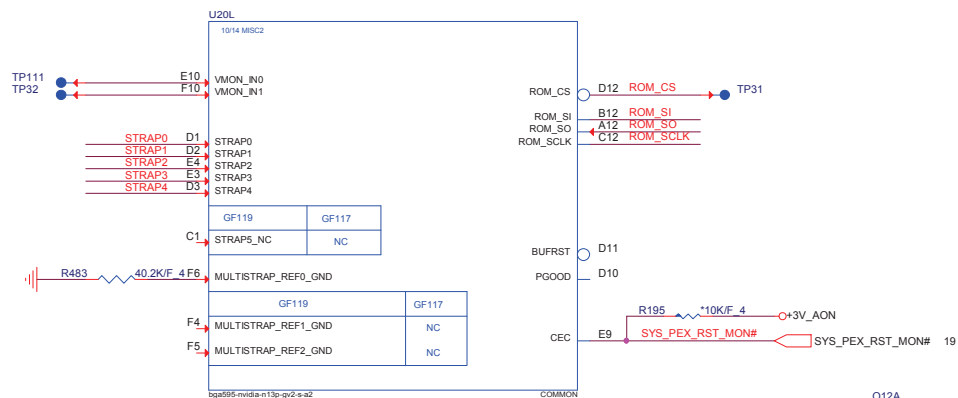 U20L
10/14 MISC2
TP111
E10
VMON_IN0
TP32
F10
VMON_IN1
ROM_CS
D12
ROM_CS
TP31
ROM_SI
B12
ROM_SI
ROM_SO
A12
ROM_SO
ROM_SCLK
C12
ROM_SCLK
STRAP0
D1
STRAP0
STRAP1
D2
STRAP1
STRAP2
E4
STRAP2
STRAP3
E3
STRAP3
STRAP4
D3
STRAP4
GF119
GF117
C1
STRAP5_NC
NC
BUFRST
D11
PGOOD
D10
R483
40.2K/F_4
F6
MULTISTRAP_REF0_GND
GF119
GF117
F4
MULTISTRAP_REF1_GND
NC
F5
MULTISTRAP_REF2_GND
NC
R195
*10K/F_4
+3V_AON
CEC
E9
SYS_PEX_RST_MON#
SYS_PEX_RST_MON# 19
bga595-nvidia-n13p-gv2-s-a2
COMMON
Q12A